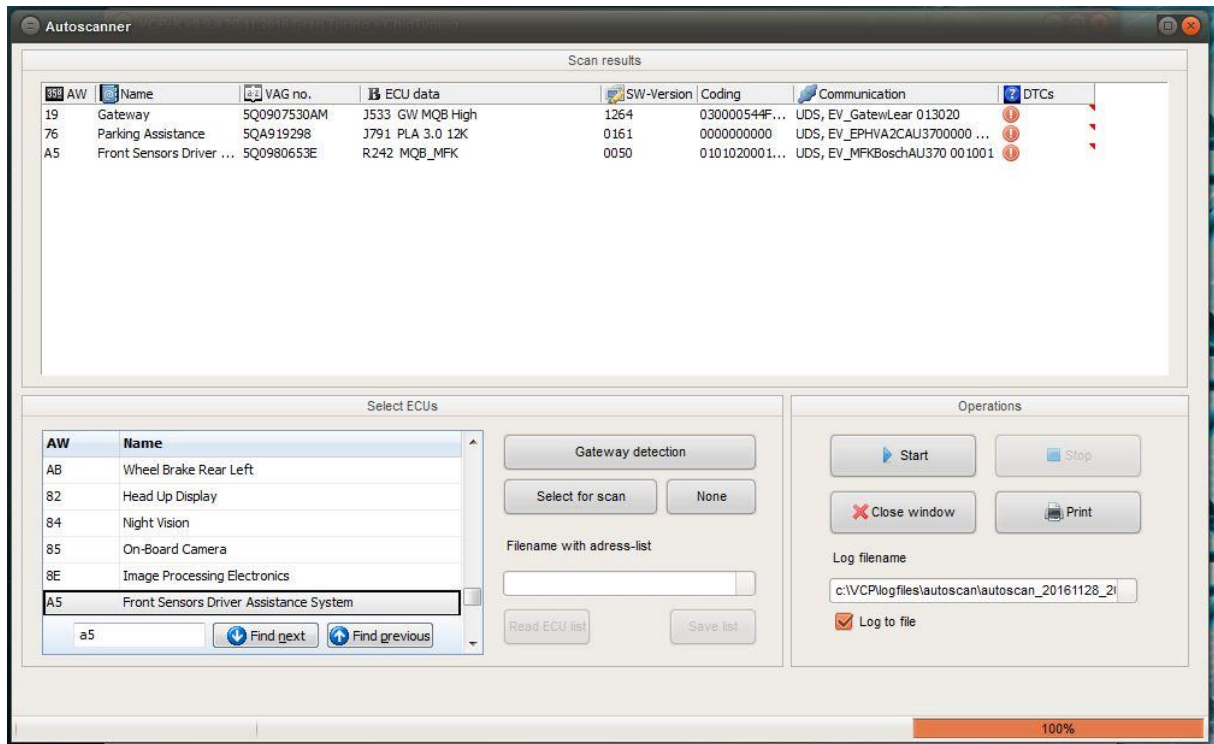 Autoscanner
Scan results
AW Name VAG no. ECU data SW-Version Coding Communication DTCs
19 Gateway 5Q0907530AM J533 GW MQB High 1264 030000544F... UDS, EV_GatewLear 013020
76 Parking Assistance 5QA919298 J791 PLA 3.0 12K 0161 0000000000 UDS, EV_EPHVA2CAU3700000 ...
A5 Front Sensors Driver ... 5Q0980653E R242 MQB_MFK 0050 0101020001... UDS, EV_MFKBoschAU370 001001
Select ECUs
AW Name
AB Wheel Brake Rear Left
82 Head Up Display
84 Night Vision
85 On-Board Camera
8E Image Processing Electronics
A5 Front Sensors Driver Assistance System
a5 Find next Find previous
Gateway detection
Select for scan None
Filename with adress-list
Read ECU list Save list
Operations
Start Stop
Close window Print
Log filename
c:\VCP\logfiles\autoscan\autoscan_20161128_2
Log to file
100%